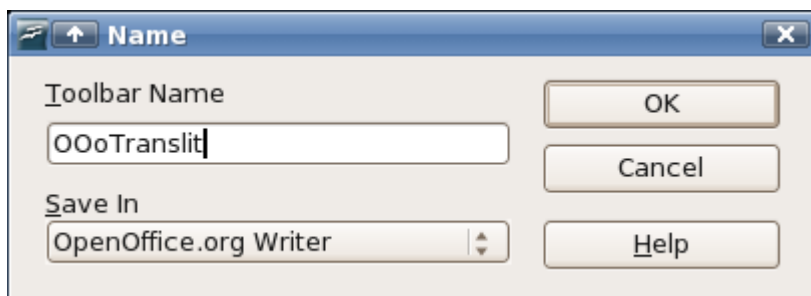 Name
Toolbar Name
OK
OOoTranslit
Cancel
Save In
OpenOffice.org Writer
Help